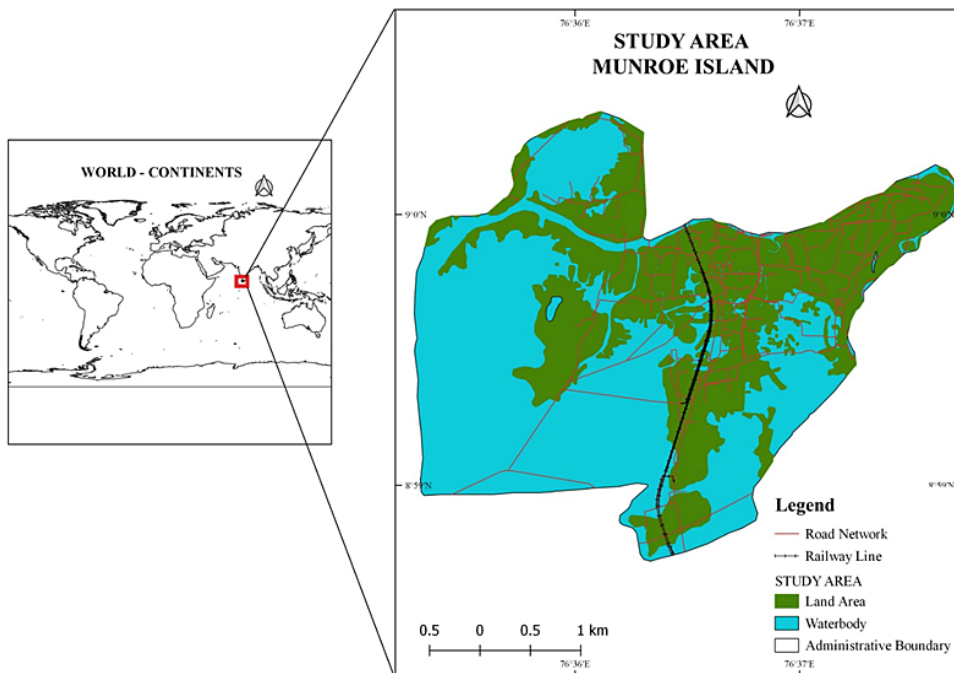 WORLD - CONTINENTS
76°36'E
76°37'E
STUDY AREA
MUNROE ISLAND
9°0'N
9°0'N
8°59'N
8°59'N
Legend
Road Network
Railway Line
STUDY AREA
Land Area
Waterbody
Administrative Boundary
0.5 0 0.5 1 km
76°36'E
76°37'E